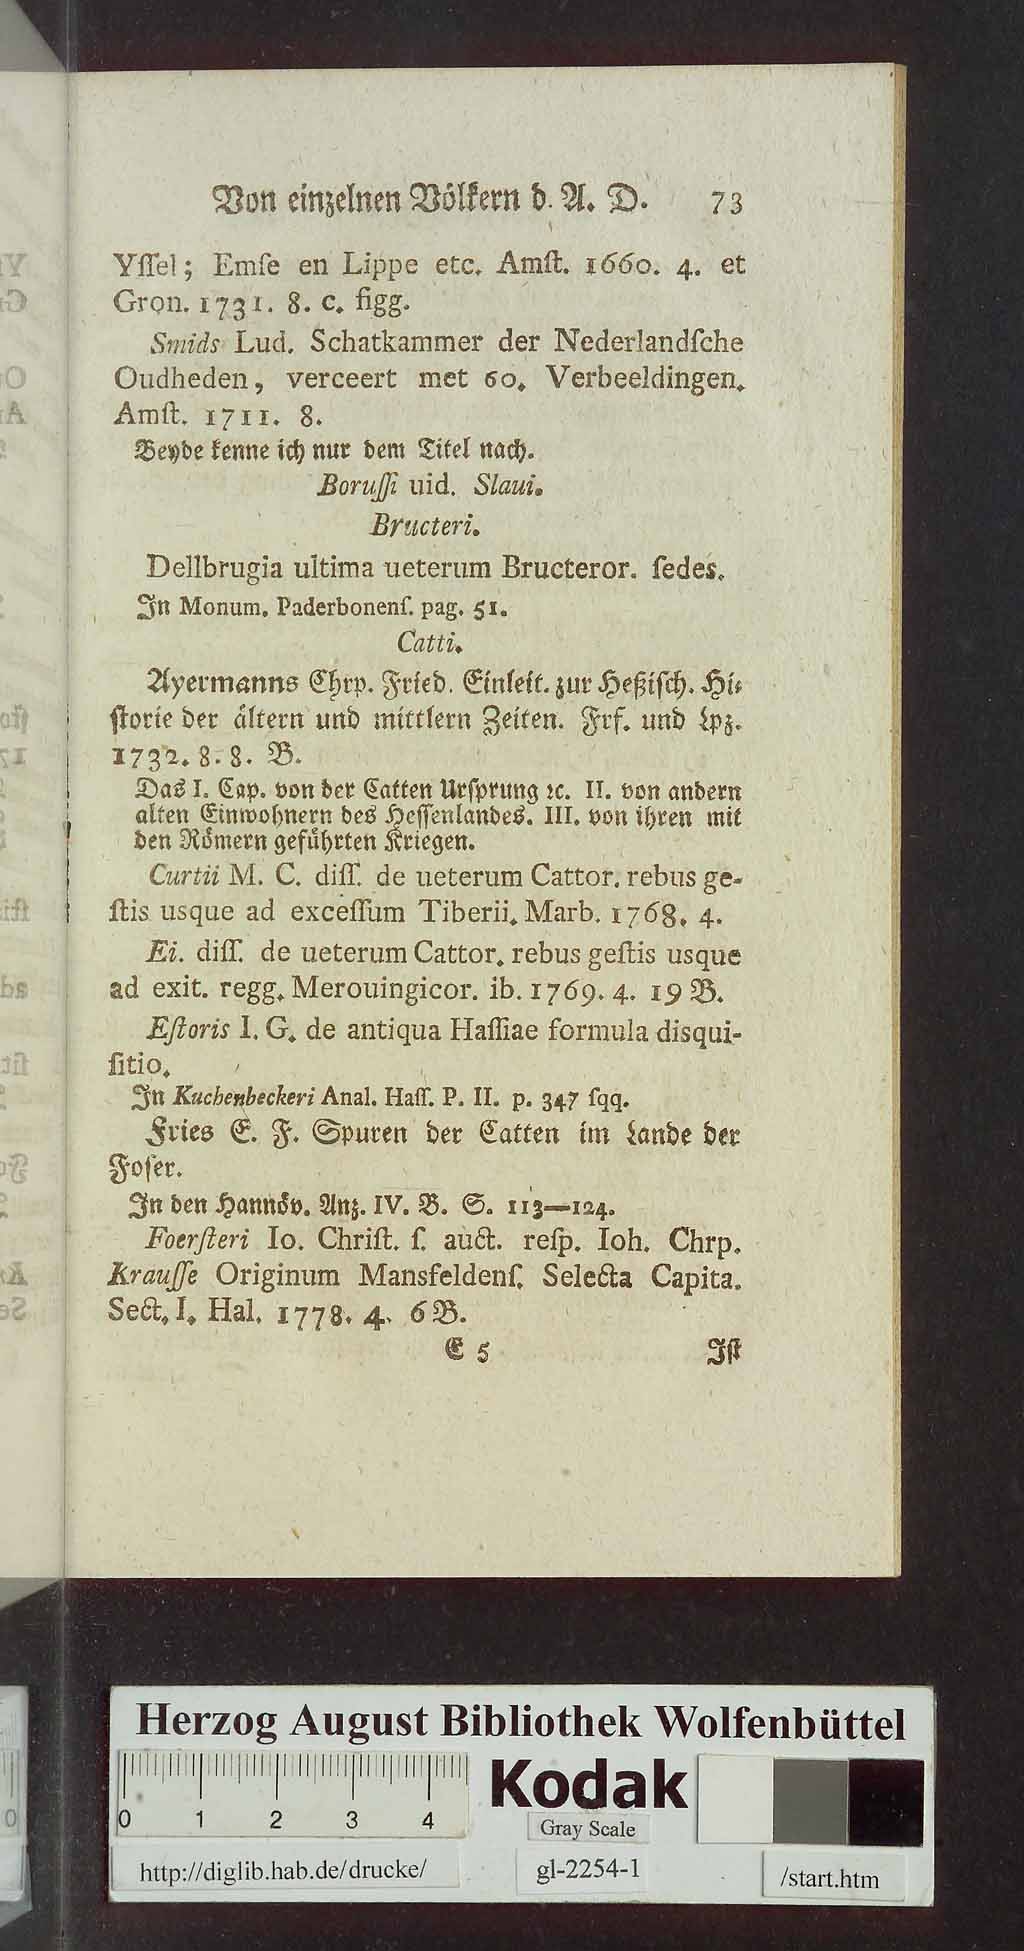 Von einzelnen Völkern d. A. D. 73
Yſſel; Emſe en Lippe etc. Amſt. 1660. 4. et
Gron. 1731. 8. c. figg.
Smids Lud. Schatkammer der Nederlandſche
Oudheden, verceert met 60. Verbeeldingen.
Amſt. 1711. 8.
Beyde kenne ich nur dem Titel nach.
Boruſſi uid. Slaui.
Bructeri.
Dellbrugia ultima ueterum Bructeror. ſedes.
In Monum. Paderbonenſ. pag. 51.
Catti.
Ayermanns Chrp. Fried. Einleit. zur Heßiſch. Hi-
ſtorie der ältern und mittlern Zeiten. Frf. und Lpz.
1732. 8. 8. B.
Das I. Cap. von der Catten Urſprung ꝛc. II. von andern
alten Einwohnern des Heſſenlandes. III. von ihren mit
den Römern geführten Kriegen.
Curtii M. C. diſſ. de ueterum Cattor. rebus ge-
ſtis usque ad exceſſum Tiberii. Marb. 1768. 4.
Ei. diſſ. de ueterum Cattor. rebus geſtis usque
ad exit. regg. Merouingicor. ib. 1769. 4. 19 B.
Eſtoris I. G. de antiqua Haſſiae formula disqui-
ſitio.
In Kuchenbeckeri Anal. Haſſ. P. II. p. 347 ſqq.
Fries E. F. Spuren der Catten im Lande der
Foſer.
In den Hannöv. Anz. IV. B. S. 113—124.
Foerſteri Io. Chriſt. ſ. auct. reſp. Ioh. Chrp.
Krauſſe Originum Mansfeldenſ. Selecta Capita.
Sect. I. Hal. 1778. 4. 6 B.
E 5 Iſt
Herzog August Bibliothek Wolfenbüttel
0 1 2 3 4
Kodak
Gray Scale
http://diglib.hab.de/drucke/ gl-2254-1 /start.htm